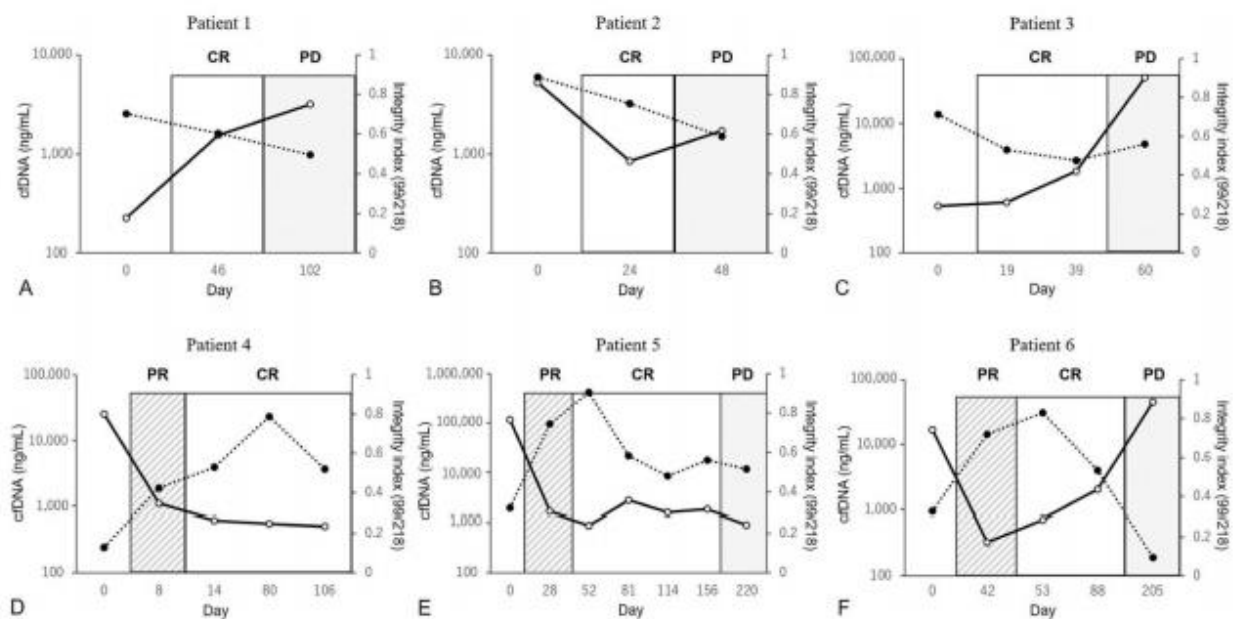 Patient 1
CR PD
10,000
1,000
100
cfDNA (ng/mL)
1
0.8
0.6
0.4
0.2
0
Integrity index (99/218)
0 46 102
Day
A
Patient 2
CR PD
10,000
1,000
100
cfDNA (ng/mL)
1
0.8
0.6
0.4
0.2
0
Integrity index (99/218)
0 24 48
Day
B
Patient 3
CR PD
100,000
10,000
1,000
100
cfDNA (ng/mL)
1
0.8
0.6
0.4
0.2
0
Integrity index (99/218)
0 19 39 60
Day
C
Patient 4
PR CR
100,000
10,000
1,000
100
cfDNA (ng/mL)
1
0.8
0.6
0.4
0.2
0
Integrity index (99/218)
0 8 14 80 106
Day
D
Patient 5
PR CR PD
1,000,000
100,000
10,000
1,000
100
cfDNA (ng/mL)
1
0.8
0.6
0.4
0.2
0
Integrity index (99/218)
0 28 52 81 114 156 220
Day
E
Patient 6
PR CR PD
100,000
10,000
1,000
100
cfDNA (ng/mL)
1
0.8
0.6
0.4
0.2
0
Integrity index (99/218)
0 42 53 88 205
Day
F